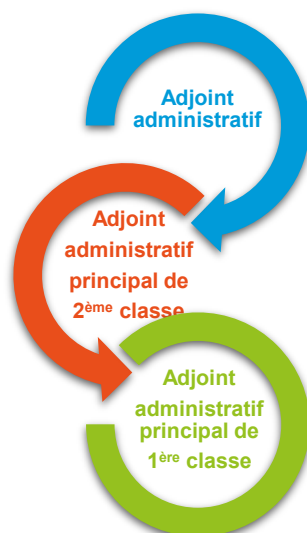 Adjoint
administratif
Adjoint
administratif
principal de
2ème classe
Adjoint
administratif
principal de
1ère classe